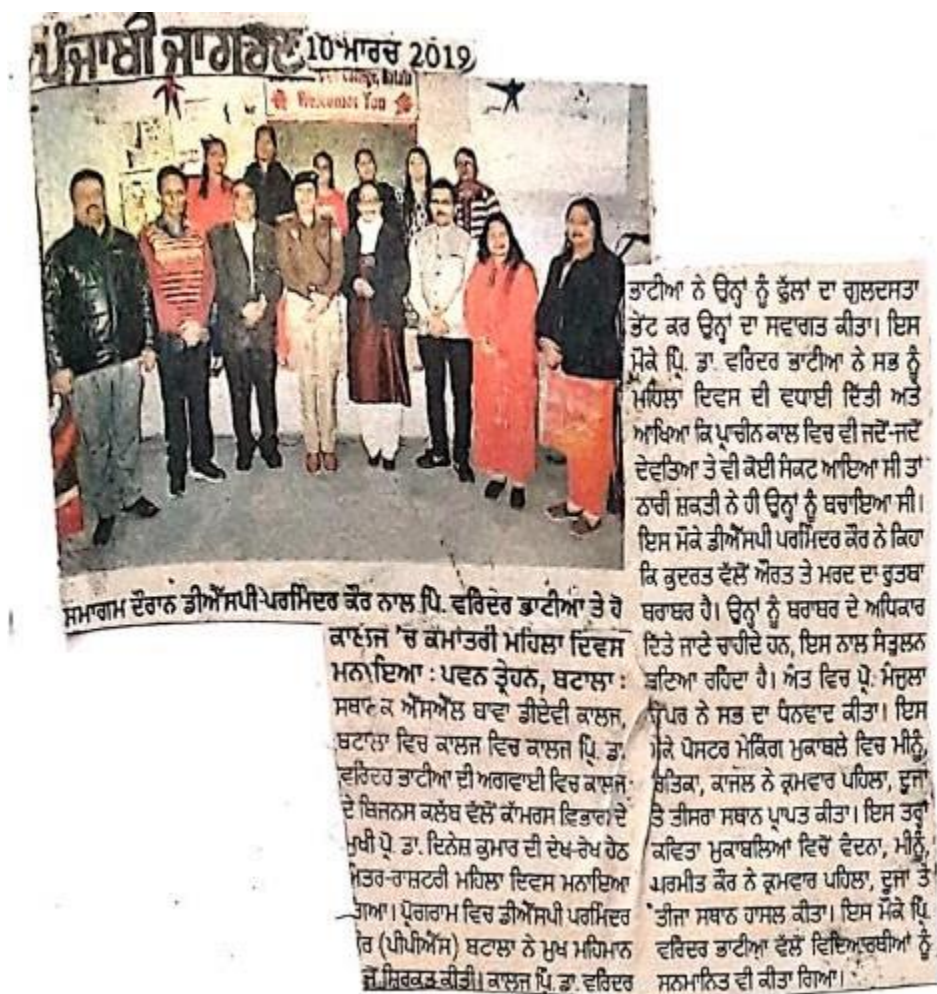 ਪੰਜਾਬੀ ਜਾਗਰਣ 10 ਮਾਰਚ 2019
Welcomes You
ਸਮਾਗਮ ਦੌਰਾਨ ਡੀਐੱਸਪੀ ਪਰਮਿੰਦਰ ਕੌਰ ਨਾਲ ਪ੍ਰਿ. ਵਰਿੰਦਰ ਭਾਟੀਆ ਤੇ ਹੋ
ਕਾਲਜ 'ਚ ਕੌਮਾਂਤਰੀ ਮਹਿਲਾ ਦਿਵਸ
ਮਨਾਇਆ : ਪਵਨ ਤ੍ਰੇਹਨ, ਬਟਾਲਾ :
ਸਥਾਨਕ ਐੱਸਐੱਲ ਬਾਵਾ ਡੀਏਵੀ ਕਾਲਜ,
ਬਟਾਲਾ ਵਿਚ ਕਾਲਜ ਵਿਚ ਕਾਲਜ ਪ੍ਰਿ. ਡਾ.
ਵਰਿੰਦਰ ਭਾਟੀਆ ਦੀ ਅਗਵਾਈ ਵਿਚ ਕਾਲਜ
ਦੇ ਬਿਜਨਸ ਕਲੱਬ ਵੱਲੋਂ ਕਾੱਮਰਸ ਵਿਭਾਗ ਦੇ
ਮੁਖੀ ਪ੍ਰੋ. ਡਾ. ਦਿਨੇਸ਼ ਕੁਮਾਰ ਦੀ ਦੇਖ-ਰੇਖ ਹੇਠ
ਅੰਤਰ-ਰਾਸ਼ਟਰੀ ਮਹਿਲਾ ਦਿਵਸ ਮਨਾਇਆ
ਗਿਆ। ਪ੍ਰੋਗਰਾਮ ਵਿਚ ਡੀਐੱਸਪੀ ਪਰਮਿੰਦਰ
ਕੌਰ (ਪੀਪੀਐੱਸ) ਬਟਾਲਾ ਨੇ ਮੁਖ ਮਹਿਮਾਨ
ਸ਼ਿਰਕਤ ਕੀਤੀ। ਕਾਲਜ ਪ੍ਰਿ. ਡਾ. ਵਰਿੰਦਰ
ਭਾਟੀਆ ਨੇ ਉਨ੍ਹਾਂ ਨੂੰ ਫੁੱਲਾਂ ਦਾ ਗੁਲਦਸਤਾ
ਭੇਂਟ ਕਰ ਉਨ੍ਹਾਂ ਦਾ ਸਵਾਗਤ ਕੀਤਾ। ਇਸ
ਮੌਕੇ ਪ੍ਰਿ. ਡਾ. ਵਰਿੰਦਰ ਭਾਟੀਆ ਨੇ ਸਭ ਨੂੰ
ਮਹਿਲਾ ਦਿਵਸ ਦੀ ਵਧਾਈ ਦਿੱਤੀ ਅਤੇ
ਆਖਿਆ ਕਿ ਪ੍ਰਾਚੀਨ ਕਾਲ ਵਿਚ ਵੀ ਜਦੋਂ-ਜਦੋਂ
ਦੇਵਤਿਆ ਤੇ ਵੀ ਕੋਈ ਸੰਕਟ ਆਇਆ ਸੀ ਤਾਂ
ਨਾਰੀ ਸ਼ਕਤੀ ਨੇ ਹੀ ਉਨ੍ਹਾਂ ਨੂੰ ਬਚਾਇਆ ਸੀ।
ਇਸ ਮੌਕੇ ਡੀਐੱਸਪੀ ਪਰਮਿੰਦਰ ਕੌਰ ਨੇ ਕਿਹਾ
ਕਿ ਕੁਦਰਤ ਵੱਲੋਂ ਔਰਤ ਤੇ ਮਰਦ ਦਾ ਰੁਤਬਾ
ਬਰਾਬਰ ਹੈ। ਉਨ੍ਹਾਂ ਨੂੰ ਬਰਾਬਰ ਦੇ ਅਧਿਕਾਰ
ਦਿੱਤੇ ਜਾਣੇ ਚਾਹੀਦੇ ਹਨ, ਇਸ ਨਾਲ ਸੰਤੁਲਨ
ਬਣਿਆ ਰਹਿੰਦਾ ਹੈ। ਅੰਤ ਵਿਚ ਪ੍ਰੋ. ਮੰਜੁਲਾ
ਨੇ ਸਭ ਦਾ ਧੰਨਵਾਦ ਕੀਤਾ। ਇਸ
ਮੌਕੇ ਪੋਸਟਰ ਮੇਕਿੰਗ ਮੁਕਾਬਲੇ ਵਿਚ ਮੀਨੂੰ,
ਕਾਜਲ ਨੇ ਕ੍ਰਮਵਾਰ ਪਹਿਲਾ, ਦੂਜਾ
ਤੇ ਤੀਸਰਾ ਸਥਾਨ ਪ੍ਰਾਪਤ ਕੀਤਾ। ਇਸ ਤਰ੍ਹਾਂ
ਕਵਿਤਾ ਮੁਕਾਬਲਿਆਂ ਵਿਚੋਂ ਵੰਦਨਾ, ਮੀਨੂੰ,
ਪਰਮੀਤ ਕੌਰ ਨੇ ਕ੍ਰਮਵਾਰ ਪਹਿਲਾ, ਦੂਜਾ ਤੇ
ਤੀਜਾ ਸਥਾਨ ਹਾਸਲ ਕੀਤਾ। ਇਸ ਮੌਕੇ ਪ੍ਰਿ.
ਵਰਿੰਦਰ ਭਾਟੀਆ ਵੱਲੋਂ ਵਿਦਿਆਰਥੀਆਂ ਨੂੰ
ਸਨਮਾਨਿਤ ਵੀ ਕੀਤਾ ਗਿਆ।